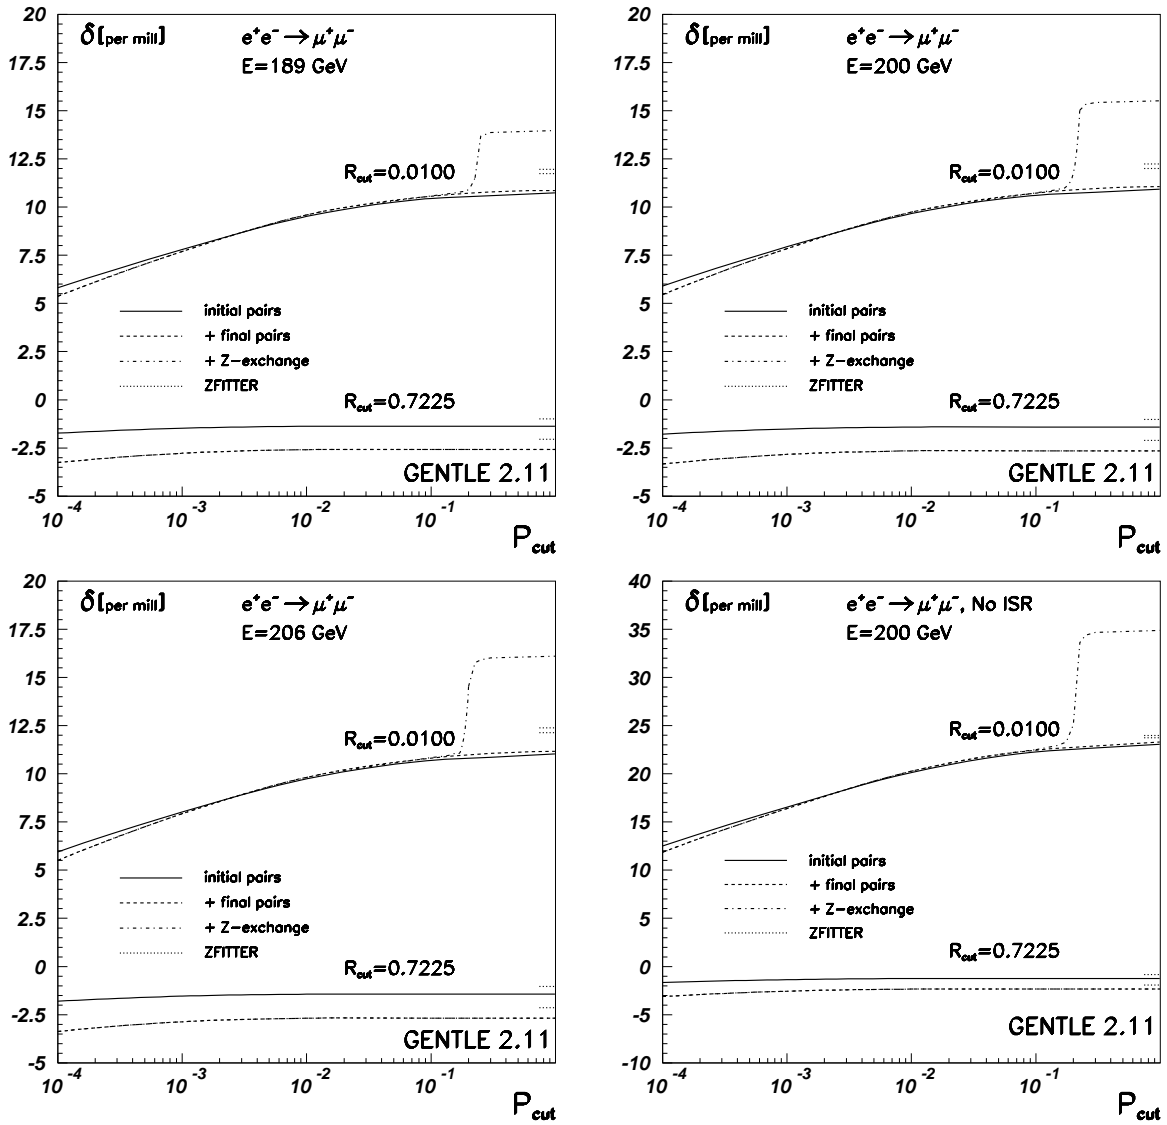 δ[per mill]
e⁺e⁻→μ⁺μ⁻
E=189 GeV
20
17.5
15
12.5
10
7.5
5
2.5
0
-2.5
-5
R_cut=0.0100
initial pairs
+ final pairs
+ Z-exchange
ZFITTER
R_cut=0.7225
GENTLE 2.11
10⁻⁴ 10⁻³ 10⁻² 10⁻¹
P_cut
δ[per mill]
e⁺e⁻→μ⁺μ⁻
E=200 GeV
20
17.5
15
12.5
10
7.5
5
2.5
0
-2.5
-5
R_cut=0.0100
initial pairs
+ final pairs
+ Z-exchange
ZFITTER
R_cut=0.7225
GENTLE 2.11
10⁻⁴ 10⁻³ 10⁻² 10⁻¹
P_cut
δ[per mill]
e⁺e⁻→μ⁺μ⁻
E=206 GeV
20
17.5
15
12.5
10
7.5
5
2.5
0
-2.5
-5
R_cut=0.0100
initial pairs
+ final pairs
+ Z-exchange
ZFITTER
R_cut=0.7225
GENTLE 2.11
10⁻⁴ 10⁻³ 10⁻² 10⁻¹
P_cut
δ[per mill]
e⁺e⁻→μ⁺μ⁻, No ISR
E=200 GeV
40
35
30
25
20
15
10
5
0
-5
-10
R_cut=0.0100
initial pairs
+ final pairs
+ Z-exchange
ZFITTER
R_cut=0.7225
GENTLE 2.11
10⁻⁴ 10⁻³ 10⁻² 10⁻¹
P_cut